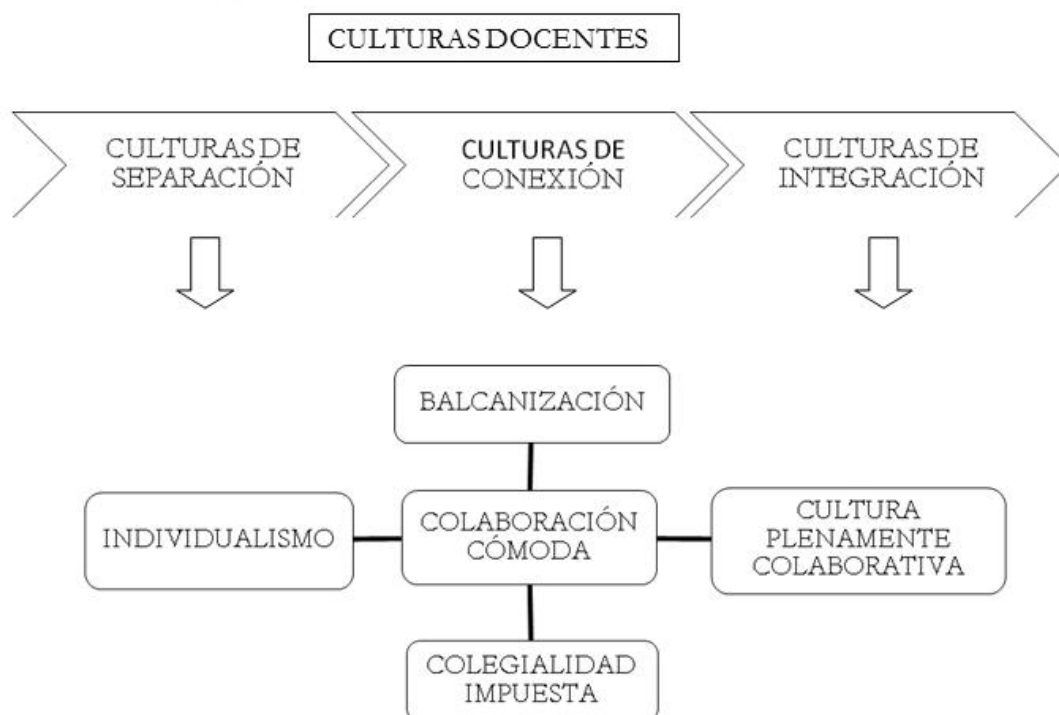 CULTURAS DOCENTES
CULTURAS DE
SEPARACIÓN
CULTURAS DE
CONEXIÓN
CULTURAS DE
INTEGRACIÓN
BALCANIZACIÓN
INDIVIDUALISMO
COLABORACIÓN
CÓMODA
CULTURA
PLENAMENTE
COLABORATIVA
COLEGIALIDAD
IMPUESTA